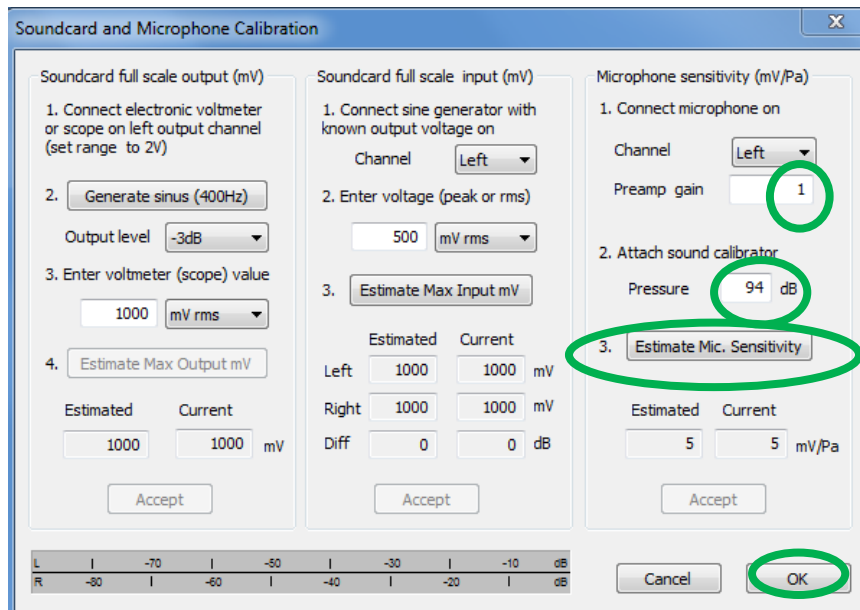 Soundcard and Microphone Calibration
x
Soundcard full scale output (mV)
1. Connect electronic voltmeter
or scope on left output channel
(set range to 2V)
2. Generate sinus (400Hz)
Output level -3dB
3. Enter voltmeter (scope) value
1000 mV rms
4. Estimate Max Output mV
Estimated Current
1000 1000 mV
Accept
Soundcard full scale input (mV)
1. Connect sine generator with
known output voltage on
Channel Left
2. Enter voltage (peak or rms)
500 mV rms
3. Estimate Max Input mV
Estimated Current
Left 1000 1000 mV
Right 1000 1000 mV
Diff 0 0 dB
Accept
Microphone sensitivity (mV/Pa)
1. Connect microphone on
Channel Left
Preamp gain 1
2. Attach sound calibrator
Pressure 94 dB
3. Estimate Mic. Sensitivity
Estimated Current
5 5 mV/Pa
Accept
L -70 -50 -30 -10 dB
R -80 -60 -40 -20 dB
Cancel OK